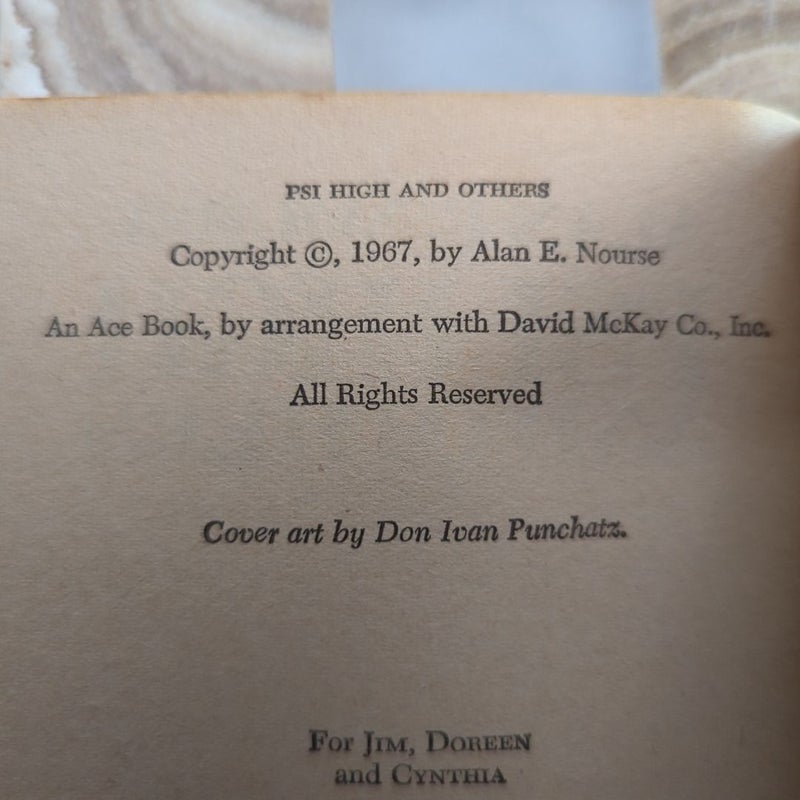 PSI HIGH AND OTHERS
Copyright ©, 1967, by Alan E. Nourse
An Ace Book, by arrangement with David McKay Co., Inc.
All Rights Reserved
Cover art by Don Ivan Punchatz.
For JIM, DOREEN
and CYNTHIA